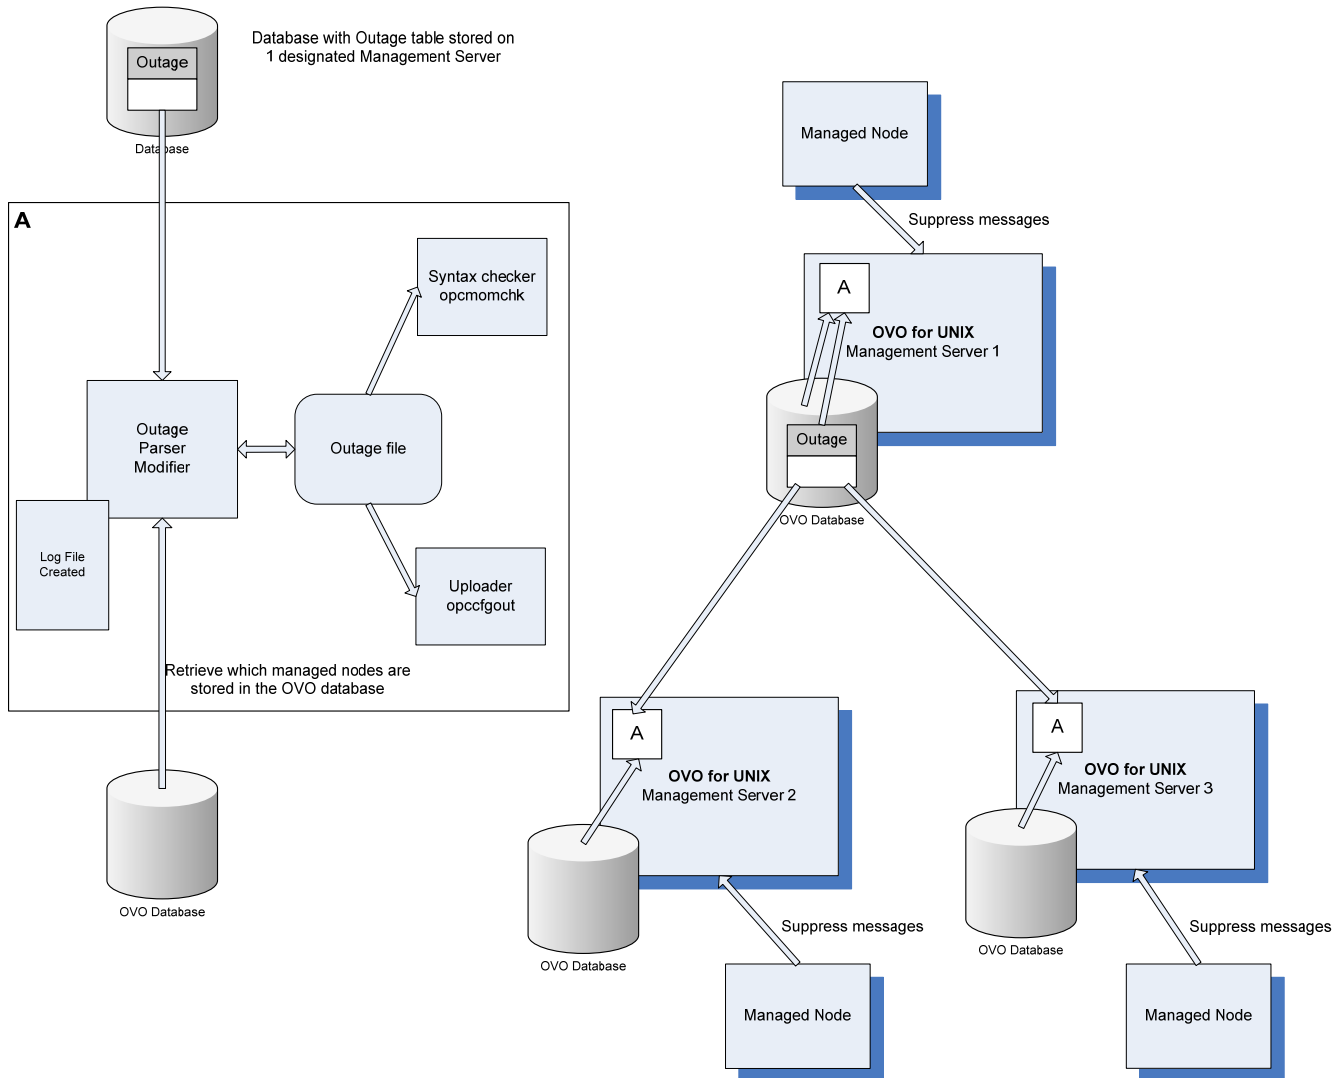 Outage
Database with Outage table stored on
1 designated Management Server
Database
A
Syntax checker
opcmomchk
Outage
Parser
Modifier
Outage file
Log File
Created
Uploader
opccfgout
Retrieve which managed nodes are
stored in the OVO database
OVO Database
Managed Node
Suppress messages
A
OVO for UNIX
Management Server 1
Outage
OVO Database
A
OVO for UNIX
Management Server 2
OVO Database
Suppress messages
Managed Node
A
OVO for UNIX
Management Server 3
OVO Database
Suppress messages
Managed Node